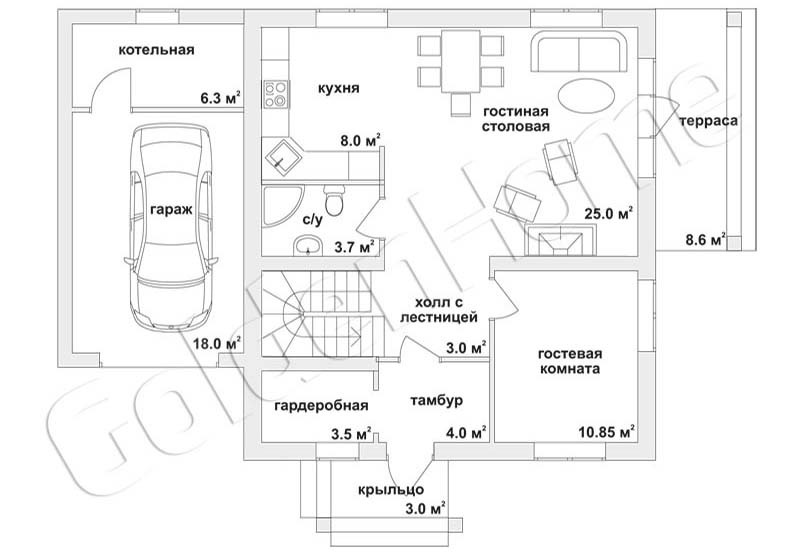 котельная
6.3 м²
кухня
8.0 м²
гостиная
столовая
25.0 м²
терраса
8.6 м²
гараж
18.0 м²
с/у
3.7 м²
холл с
лестницей
3.0 м²
гостевая
комната
10.85 м²
гардеробная
3.5 м²
тамбур
4.0 м²
крыльцо
3.0 м²
GoldenHome